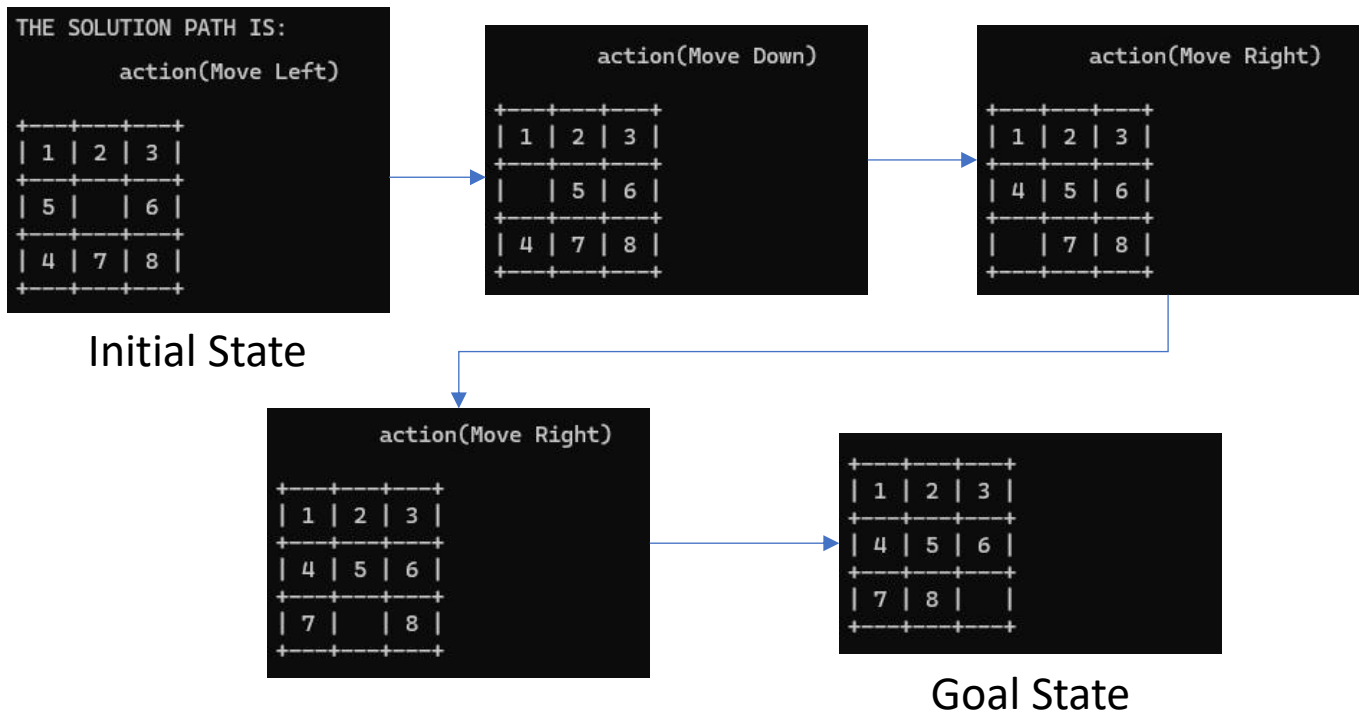 THE SOLUTION PATH IS:
action(Move Left)
+---+---+---+
| 1 | 2 | 3 |
+---+---+---+
| 5 |   | 6 |
+---+---+---+
| 4 | 7 | 8 |
+---+---+---+
Initial State
action(Move Down)
+---+---+---+
| 1 | 2 | 3 |
+---+---+---+
|   | 5 | 6 |
+---+---+---+
| 4 | 7 | 8 |
+---+---+---+
action(Move Right)
+---+---+---+
| 1 | 2 | 3 |
+---+---+---+
| 4 | 5 | 6 |
+---+---+---+
|   | 7 | 8 |
+---+---+---+
action(Move Right)
+---+---+---+
| 1 | 2 | 3 |
+---+---+---+
| 4 | 5 | 6 |
+---+---+---+
| 7 |   | 8 |
+---+---+---+
+---+---+---+
| 1 | 2 | 3 |
+---+---+---+
| 4 | 5 | 6 |
+---+---+---+
| 7 | 8 |   |
+---+---+---+
Goal State